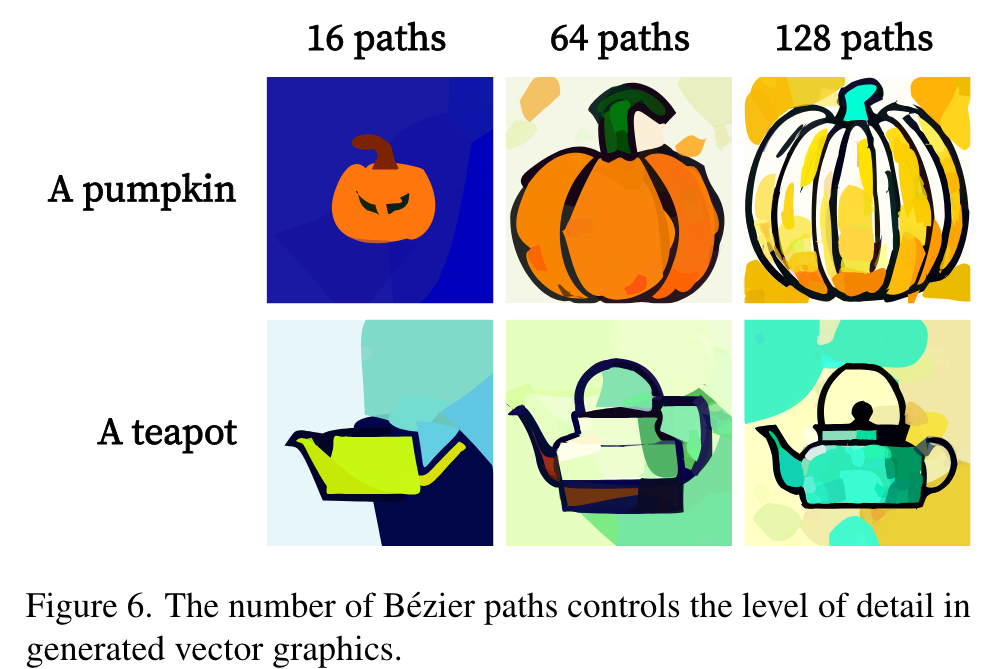 16 paths 64 paths 128 paths
A pumpkin
A teapot
Figure 6. The number of Bézier paths controls the level of detail in
generated vector graphics.